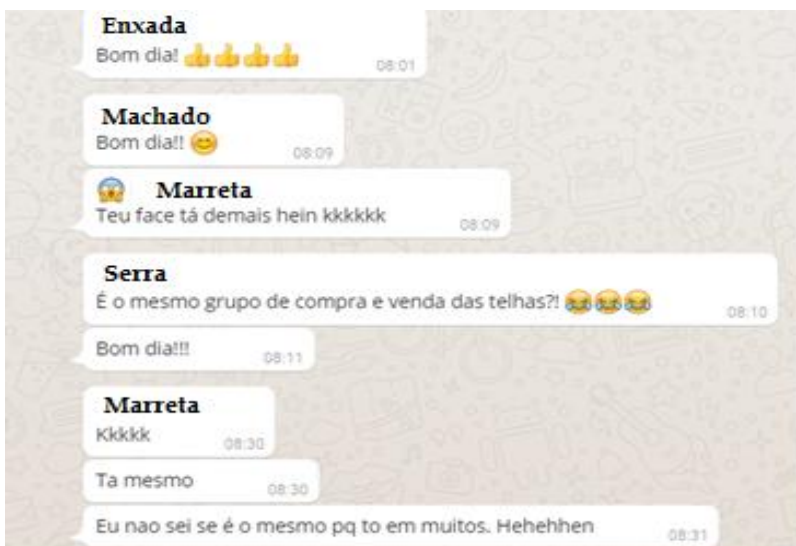 Enxada
Bom dia! 👍👍👍👍
08:01
Machado
Bom dia!! 😊
08:09
😱 Marreta
Teu face tá demais hein kkkkkk
08:09
Serra
É o mesmo grupo de compra e venda das telhas?! 😂😂😂
08:10
Bom dia!!!
08:11
Marreta
Kkkkk
08:30
Ta mesmo
08:30
Eu nao sei se é o mesmo pq to em muitos. Hehehhen
08:31